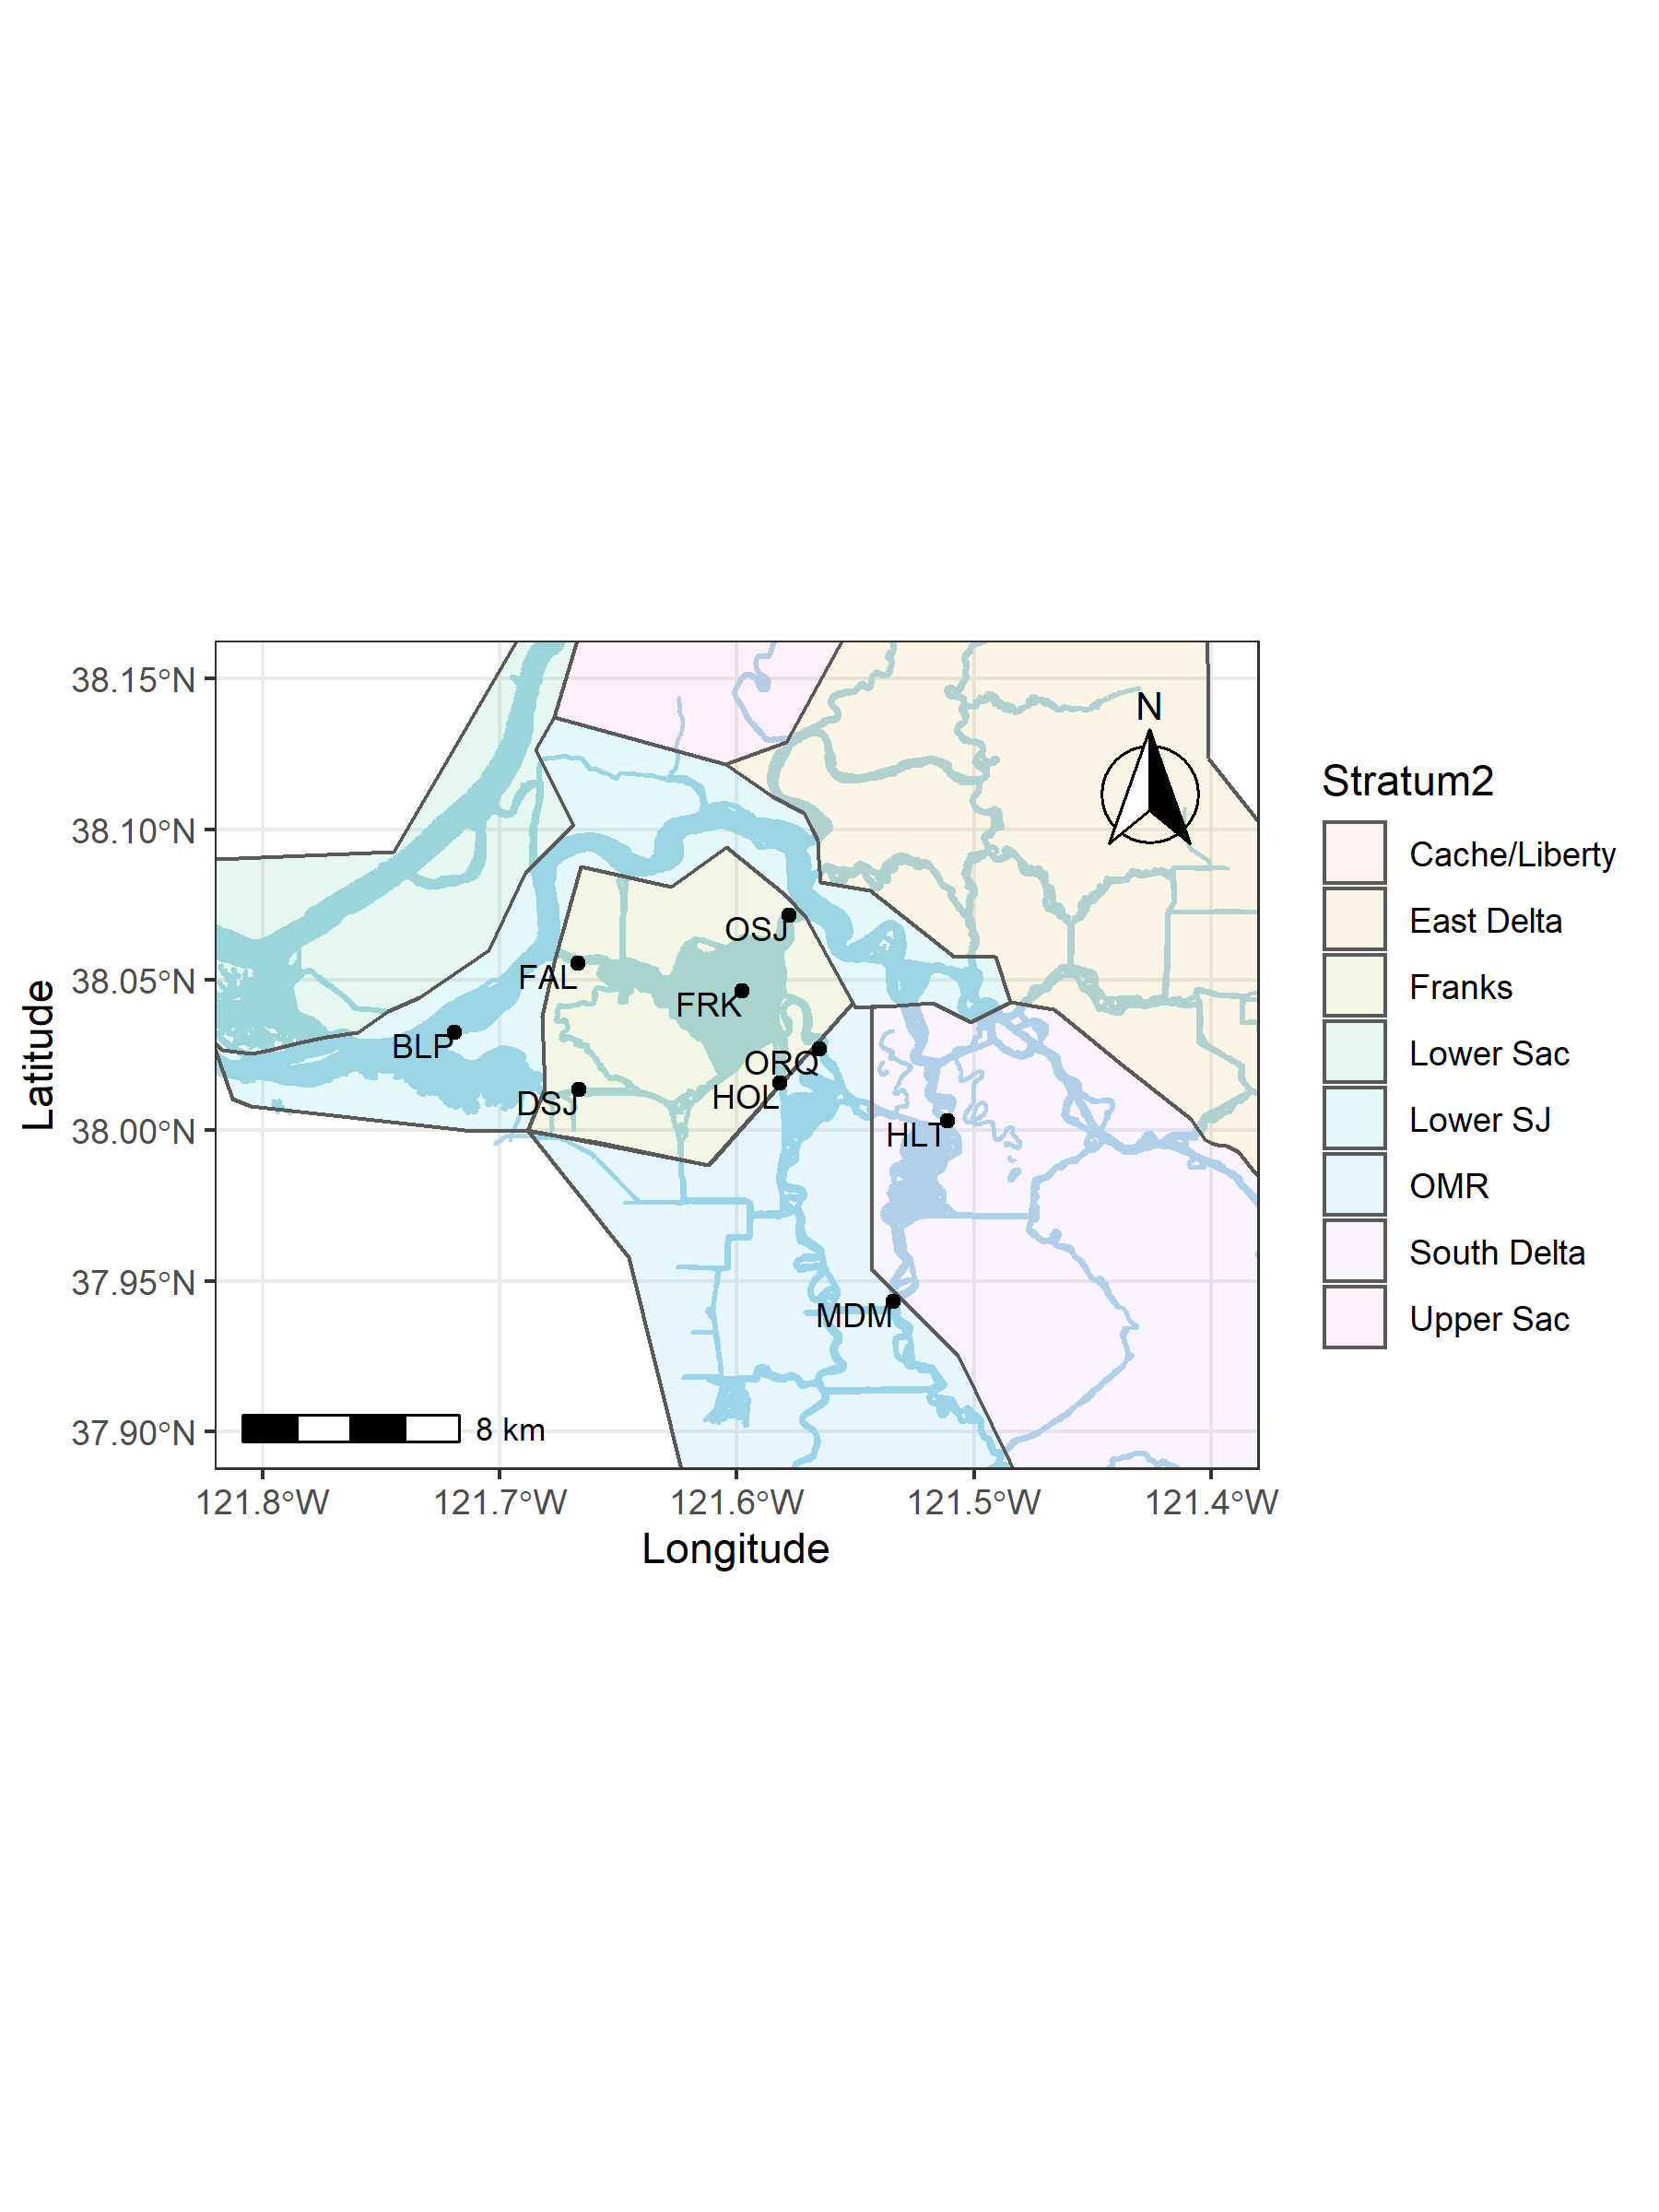 38.15°N
38.10°N
38.05°N
38.00°N
37.95°N
37.90°N
Latitude
N
OSJ
FAL
FRK
BLP
ORQ
HOL
DSJ
HLT
MDM
8 km
121.8°W
121.7°W
121.6°W
121.5°W
121.4°W
Longitude
Stratum2
Cache/Liberty
East Delta
Franks
Lower Sac
Lower SJ
OMR
South Delta
Upper Sac